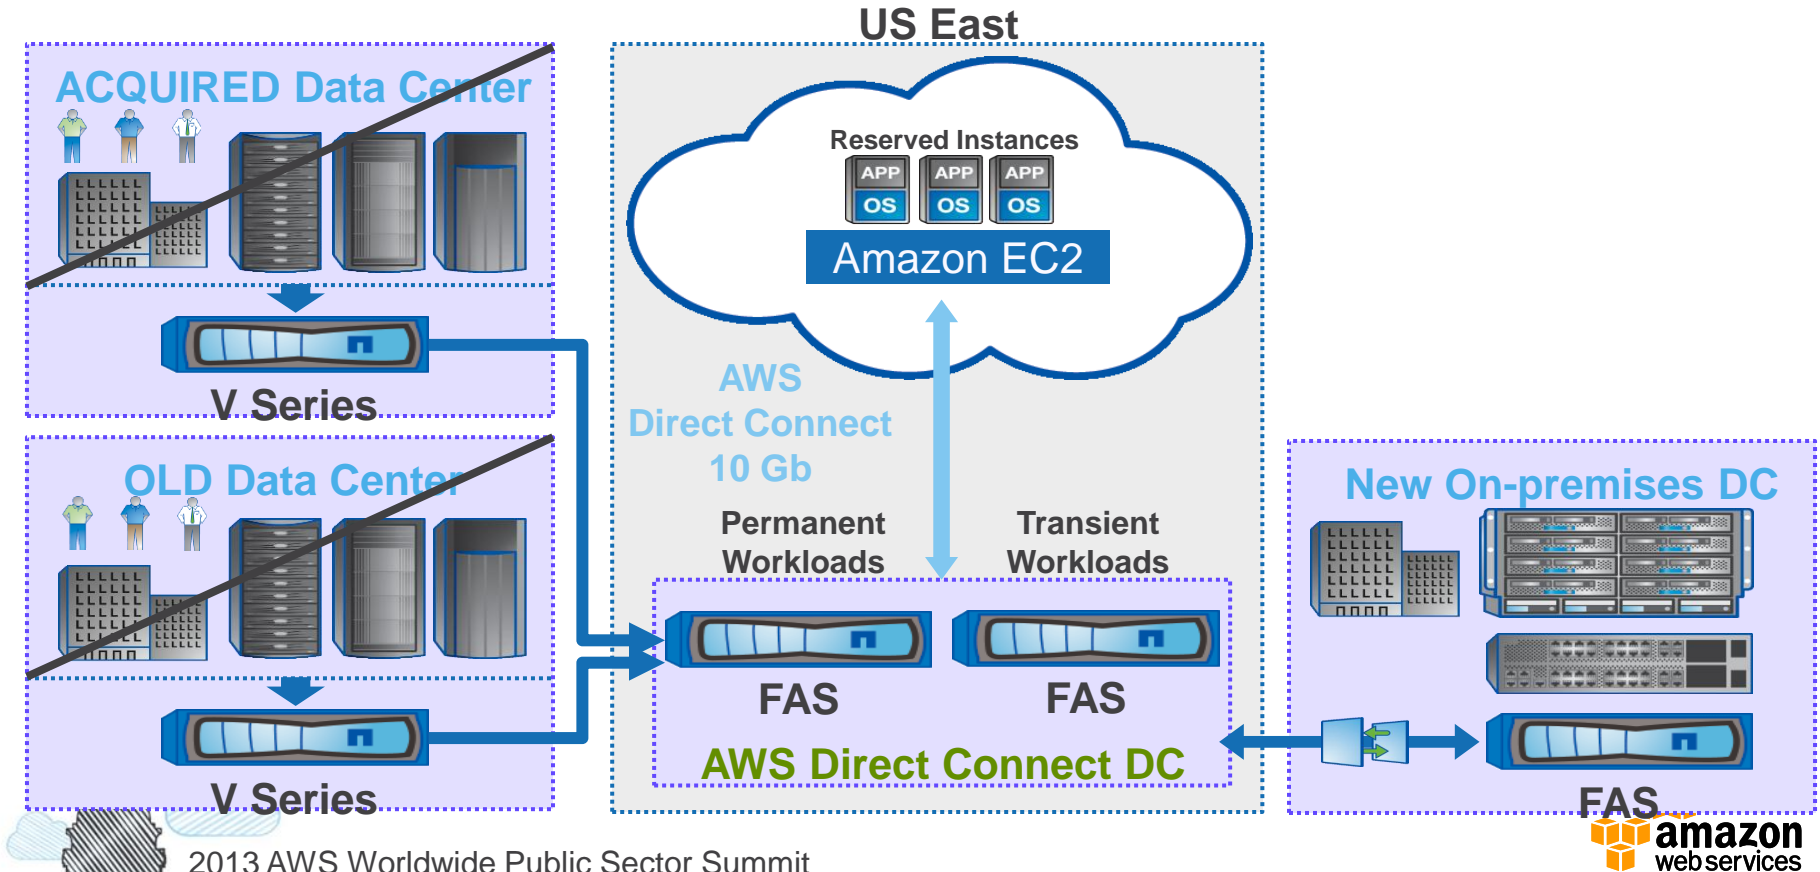 US East
ACQUIRED Data Center
V Series
OLD Data Center
V Series
Reserved Instances
APP APP APP
OS OS OS
Amazon EC2
AWS
Direct Connect
10 Gb
Permanent
Workloads
Transient
Workloads
FAS
FAS
AWS Direct Connect DC
New On-premises DC
FAS
2013 AWS Worldwide Public Sector Summit
amazon
web services